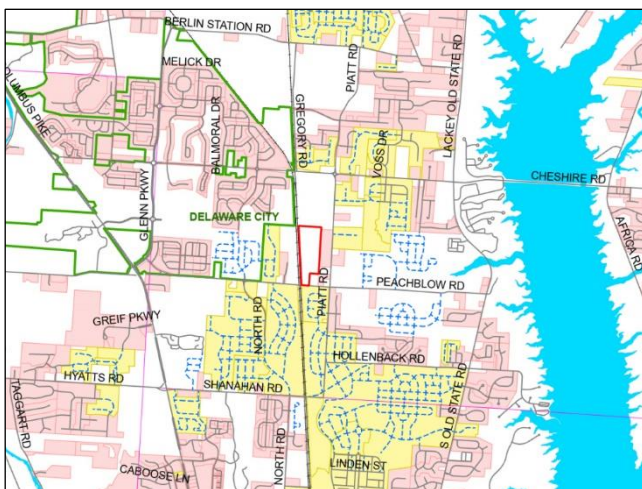 BERLIN STATION RD
MELICK DR
COLUMBUS PIKE
GREGORY RD
PIATT RD
LACKEY OLD STATE RD
BALMORAL DR
VOSS DR
CHESHIRE RD
GLENN PKWY
DELAWARE CITY
AFRICA RD
PIATT RD
PEACHBLOW RD
GREIF PKWY
NORTH RD
HOLLENBACK RD
HYATTS RD
SHANAHAN RD
TAGGART RD
S OLD STATE RD
NORTH RD
LINDEN ST
CABOOSE LN